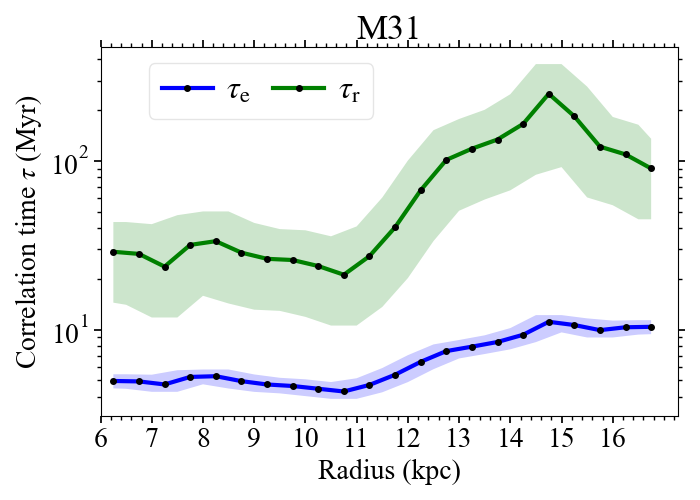 M31
τe τr
Correlation time τ (Myr)
10²
10¹
6 7 8 9 10 11 12 13 14 15 16
Radius (kpc)